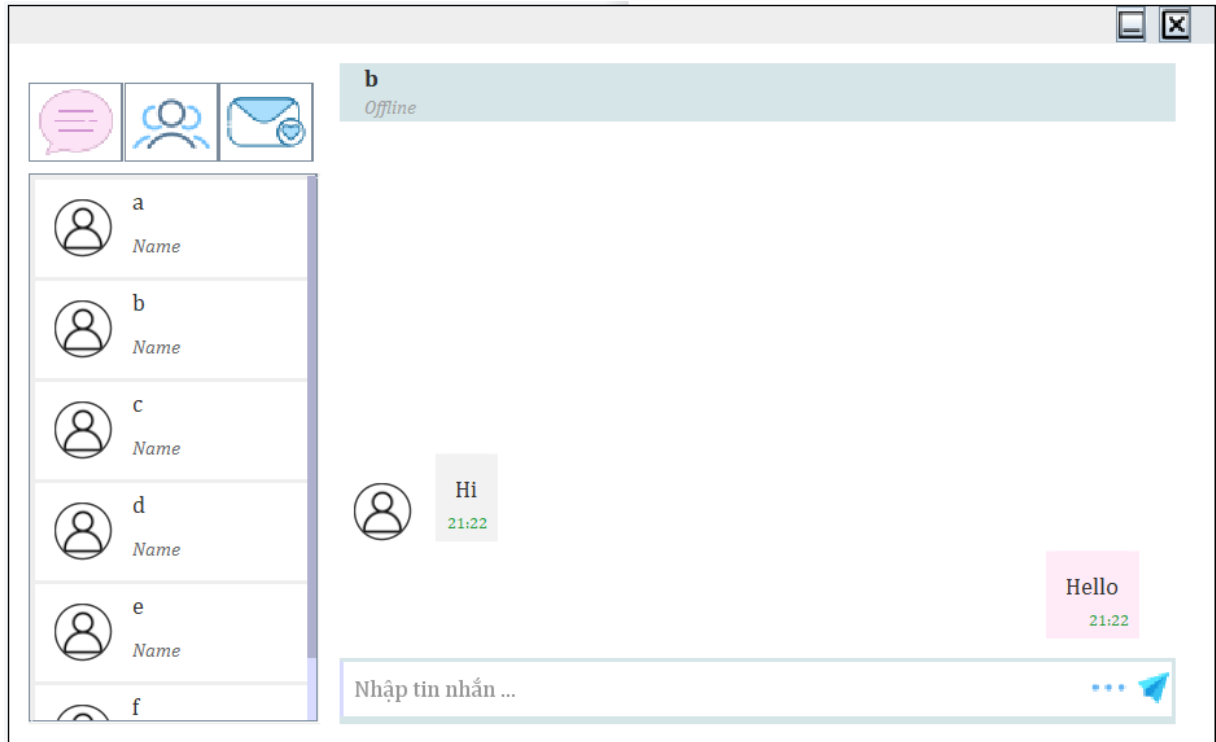 b
Offline
a
Name
b
Name
c
Name
d
Name
e
Name
f
Hi
21:22
Hello
21:22
Nhập tin nhắn ...